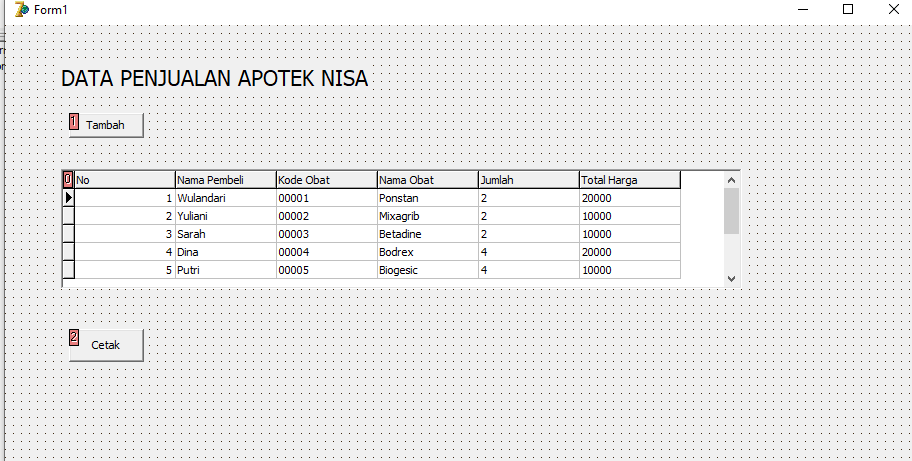 Form1
DATA PENJUALAN APOTEK NISA
1 Tambah
0 No Nama Pembeli Kode Obat Nama Obat Jumlah Total Harga
1 Wulandari 00001 Ponstan 2 20000
2 Yuliani 00002 Mixagrib 2 10000
3 Sarah 00003 Betadine 2 10000
4 Dina 00004 Bodrex 4 20000
5 Putri 00005 Biogesic 4 10000
2 Cetak